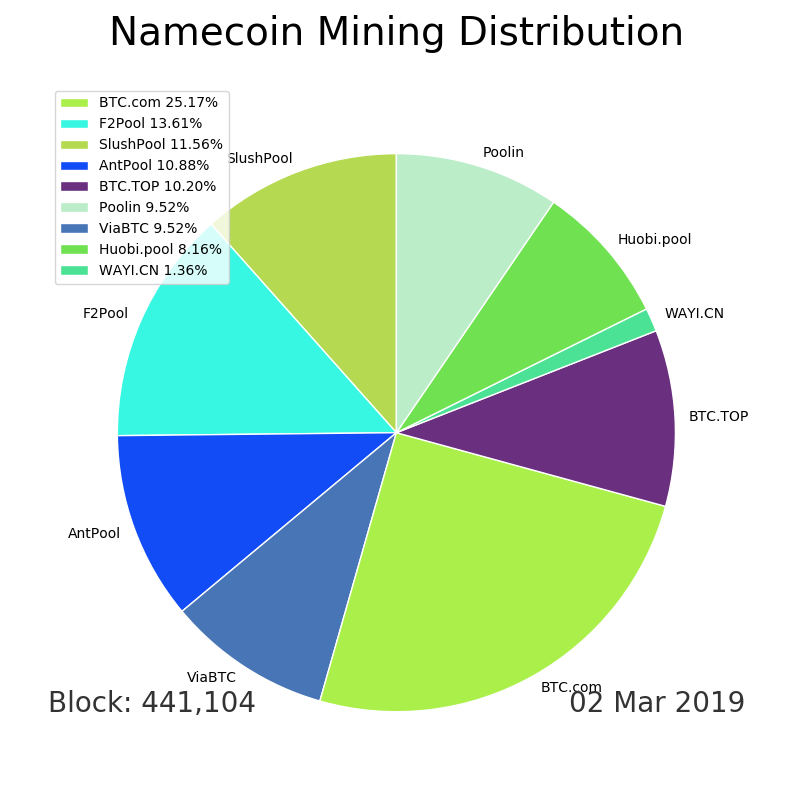 Namecoin Mining Distribution
BTC.com 25.17%
F2Pool 13.61%
SlushPool 11.56%
AntPool 10.88%
BTC.TOP 10.20%
Poolin 9.52%
ViaBTC 9.52%
Huobi.pool 8.16%
WAYI.CN 1.36%
SlushPool
Poolin
Huobi.pool
F2Pool
WAYI.CN
BTC.TOP
AntPool
ViaBTC
BTC.com
Block: 441,104
02 Mar 2019